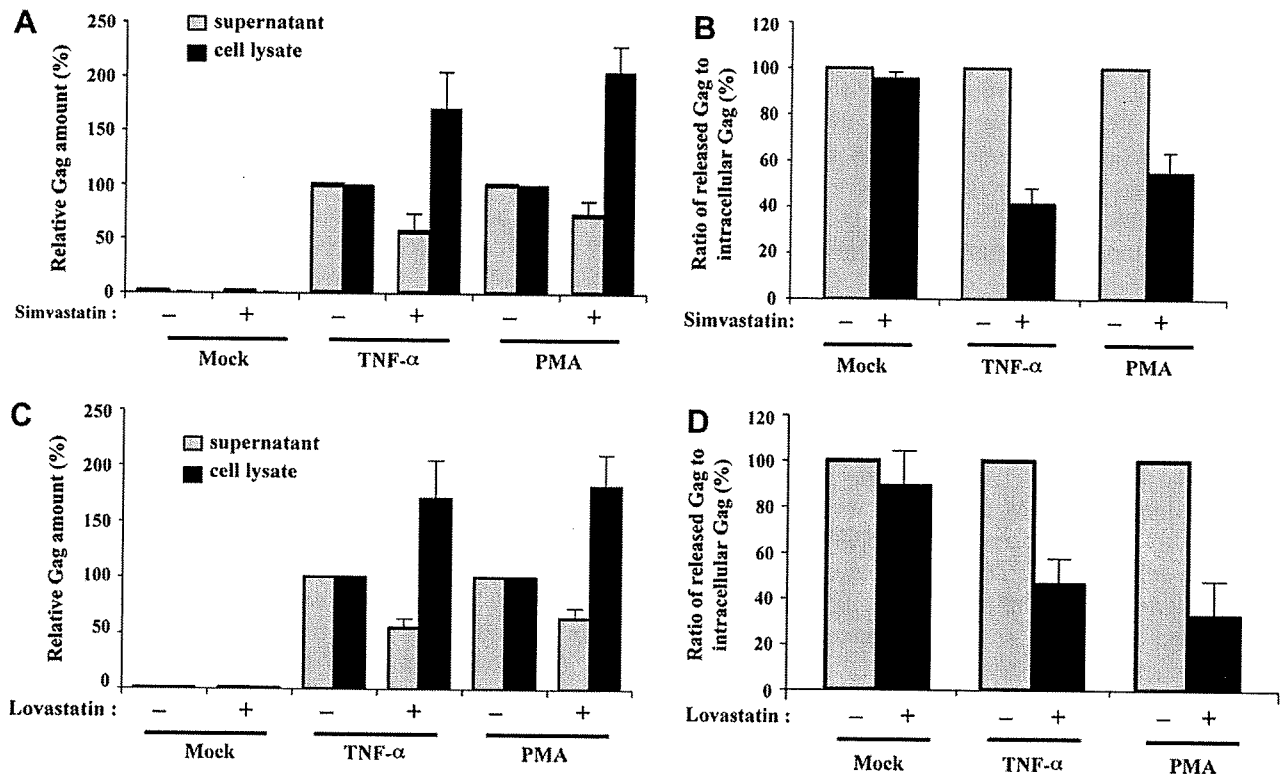 A
Relative Gag amount (%)
250
200
150
100
50
0
supernatant
cell lysate
Simvastatin :
− + − + − +
Mock TNF-α PMA
B
Ratio of released Gag to
intracellular Gag (%)
120
100
80
60
40
20
0
Simvastatin:
− + − + − +
Mock TNF-α PMA
C
Relative Gag amount (%)
250
200
150
100
50
0
supernatant
cell lysate
Lovastatin :
− + − + − +
Mock TNF-α PMA
D
Ratio of released Gag to
intracellular Gag (%)
120
100
80
60
40
20
0
Lovastatin :
− + − + − +
Mock TNF-α PMA